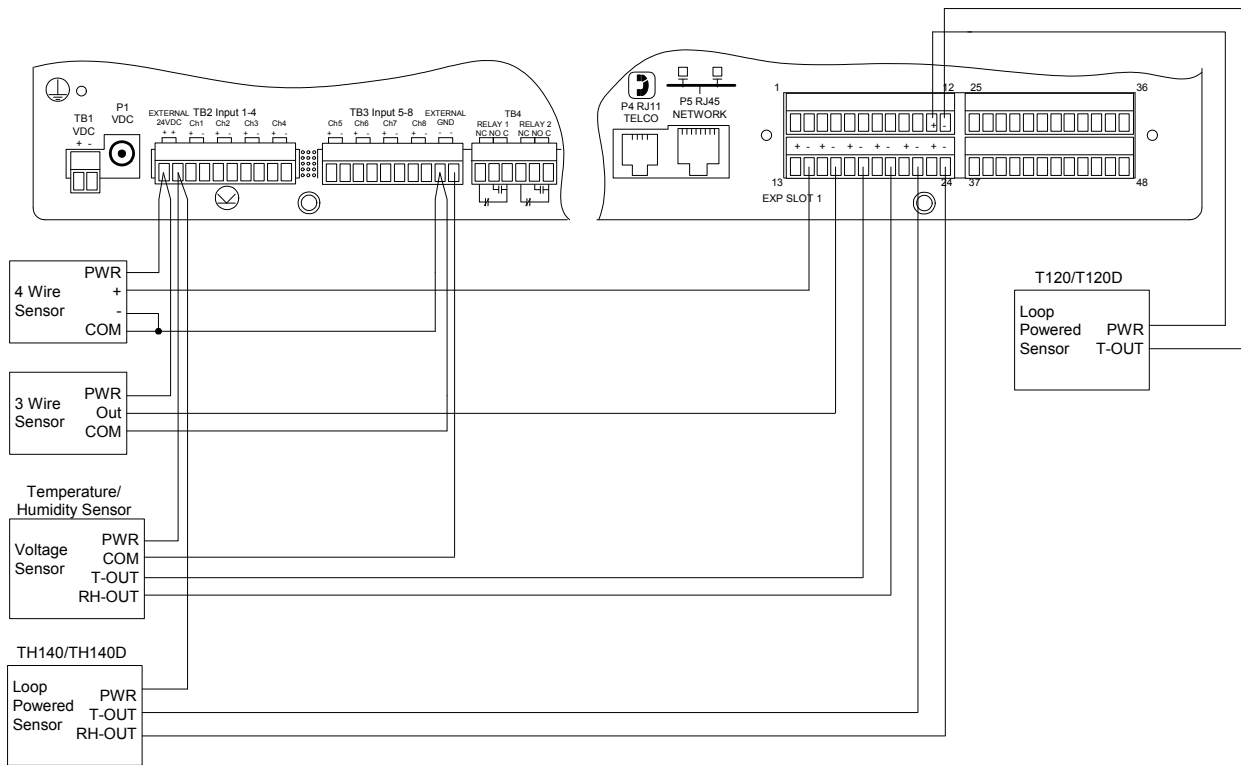 TB1
VDC
+ -
P1
VDC
EXTERNAL
24VDC
+ +
TB2 Input 1-4
Ch1 Ch2 Ch3 Ch4
+ - + - + - + -
TB3 Input 5-8
Ch5 Ch6 Ch7 Ch8
+ - + - + - + -
EXTERNAL
GND
- -
TB4
RELAY 1 RELAY 2
NC NO C NC NO C
P4 RJ11
TELCO
P5 RJ45
NETWORK
1 12 25 36
+ -
+ - + - + - + - + - + -
13 24 37 48
EXP SLOT 1
4 Wire
Sensor
PWR
+
-
COM
3 Wire
Sensor
PWR
Out
COM
Temperature/
Humidity Sensor
Voltage
Sensor
PWR
COM
T-OUT
RH-OUT
TH140/TH140D
Loop
Powered
Sensor
PWR
T-OUT
RH-OUT
T120/T120D
Loop
Powered
Sensor
PWR
T-OUT